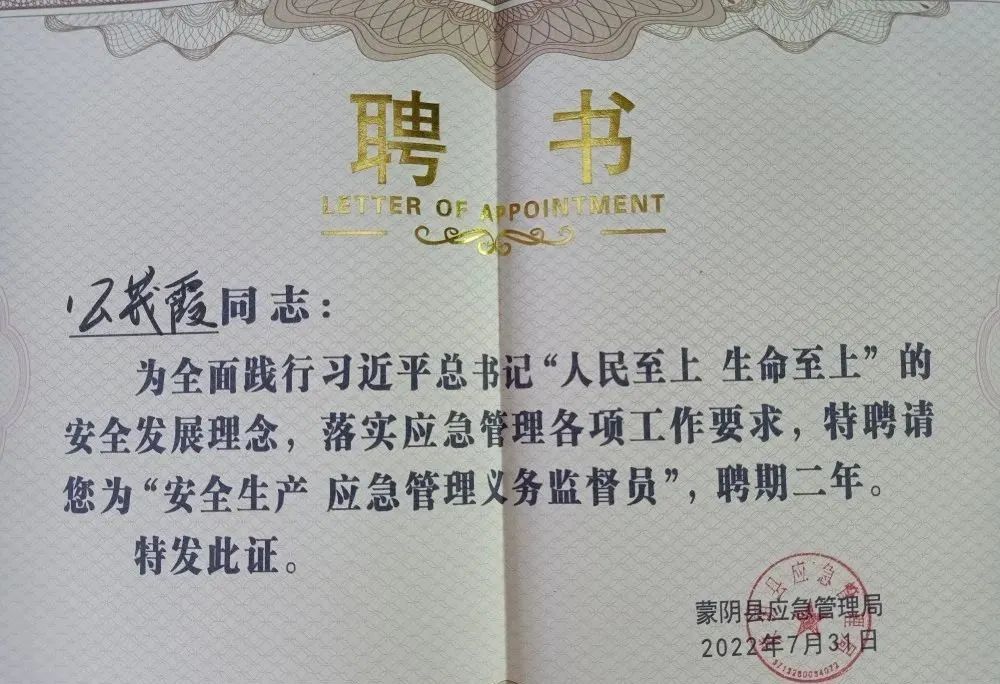 聘 书
LETTER OF APPOINTMENT
公茂霞同志：
为全面践行习近平总书记“人民至上 生命至上”的
安全发展理念，落实应急管理各项工作要求，特聘请
您为“安全生产 应急管理义务监督员”，聘期二年。
特发此证。
蒙阴县应急管理局
2022年7月31日